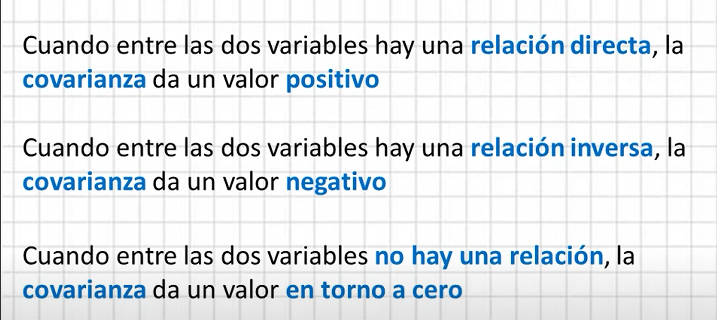 Cuando entre las dos variables hay una relación directa, la
covarianza da un valor positivo
Cuando entre las dos variables hay una relación inversa, la
covarianza da un valor negativo
Cuando entre las dos variables no hay una relación, la
covarianza da un valor en torno a cero